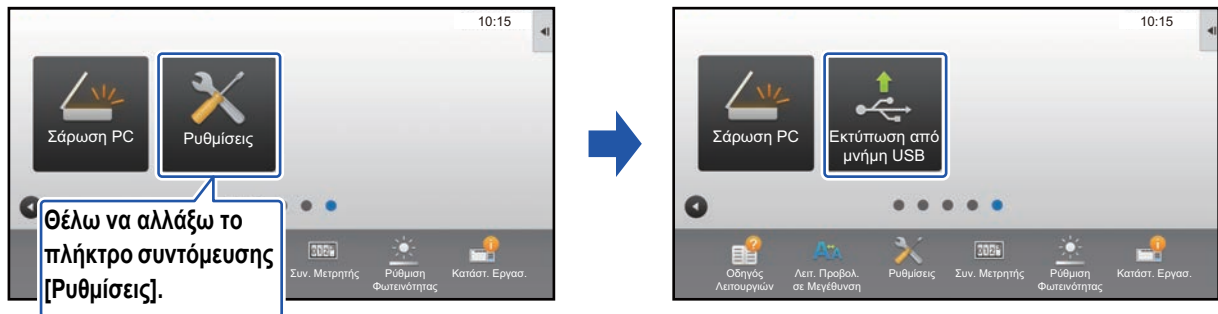 10:15
Σάρωση PC
Ρυθμίσεις
Θέλω να αλλάξω το
πλήκτρο συντόμευσης
[Ρυθμίσεις].
Συν. Μετρητής
Ρύθμιση
Φωτεινότητας
Κατάστ. Εργασ.
10:15
Σάρωση PC
Εκτύπωση από
μνήμη USB
Οδηγός
Λειτουργιών
Λειτ. Προβολ.
σε Μεγέθυνση
Ρυθμίσεις
Συν. Μετρητής
Ρύθμιση
Φωτεινότητας
Κατάστ. Εργασ.